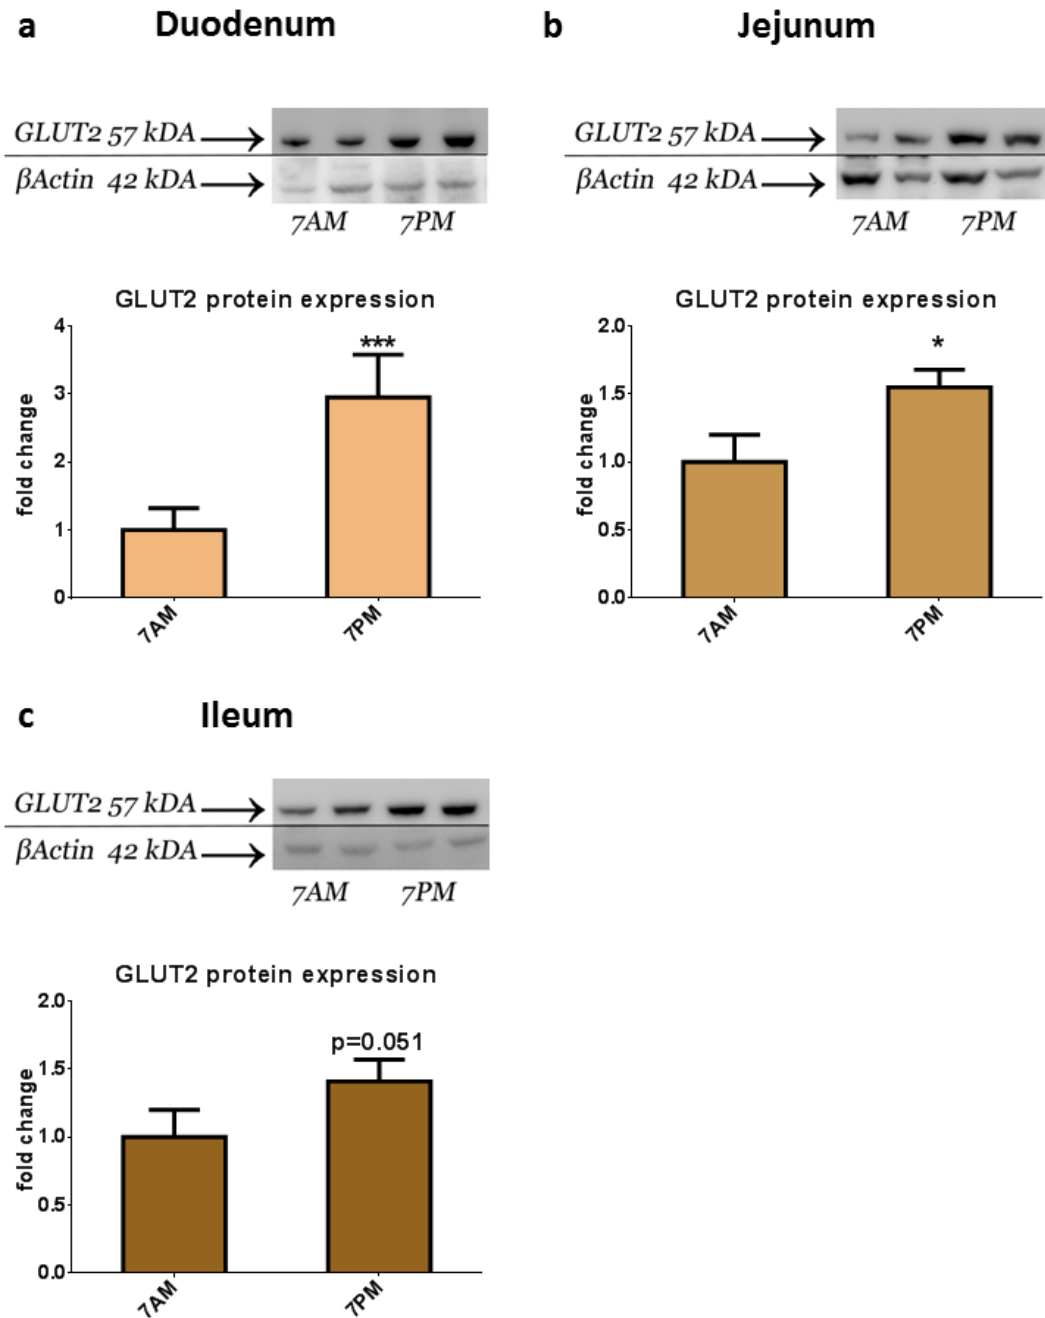 a Duodenum
GLUT2 57 kDA
βActin 42 kDA
7AM 7PM
GLUT2 protein expression
4
3
2
1
0
fold change
***
7AM 7PM
b Jejunum
GLUT2 57 kDA
βActin 42 kDA
7AM 7PM
GLUT2 protein expression
2.0
1.5
1.0
0.5
0.0
fold change
*
7AM 7PM
c Ileum
GLUT2 57 kDA
βActin 42 kDA
7AM 7PM
GLUT2 protein expression
2.0
1.5
1.0
0.5
0.0
fold change
p=0.051
7AM 7PM